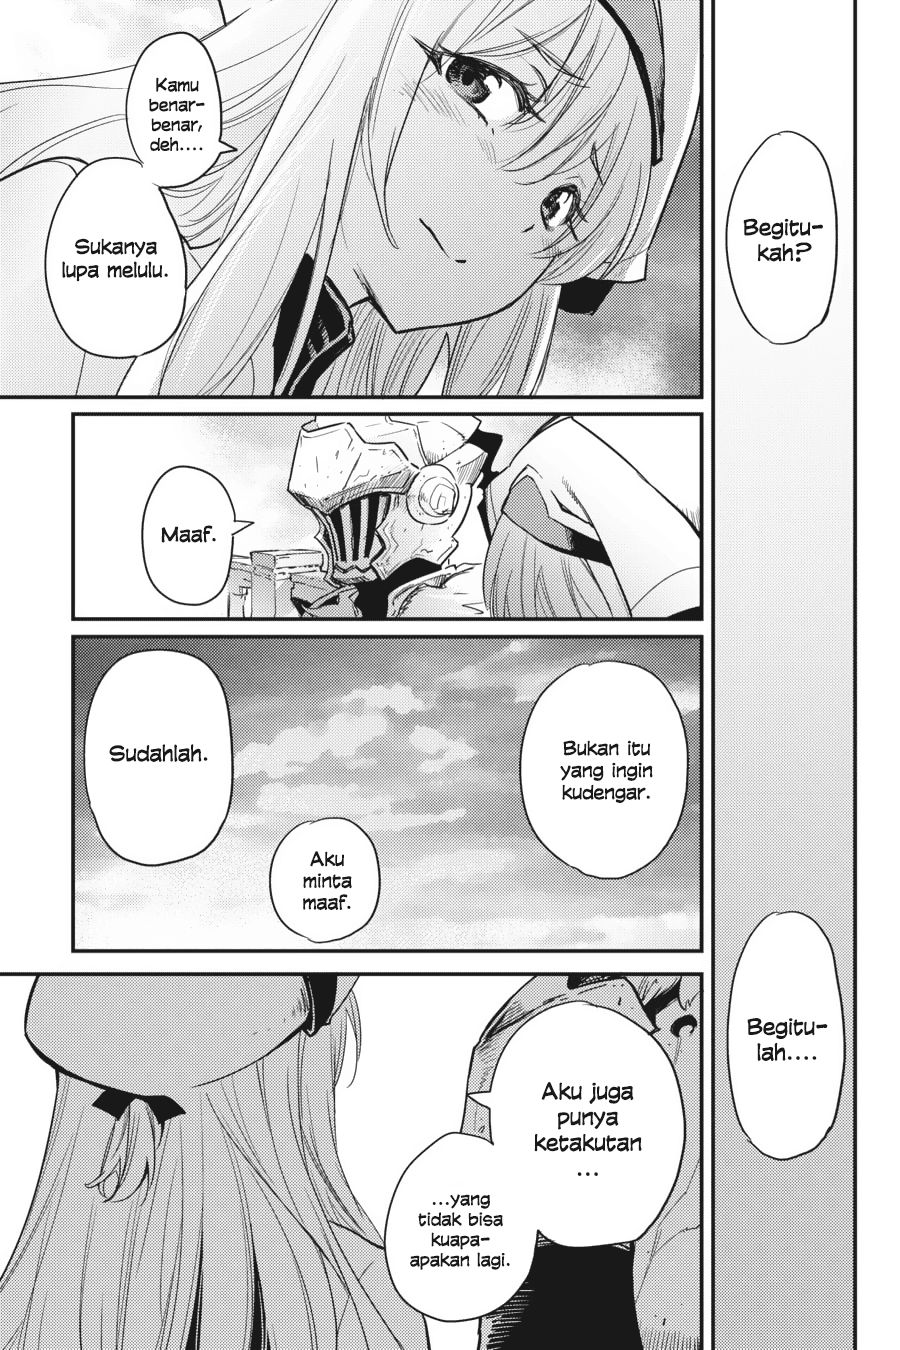 Begitu-
kah?
Begitu-
lah....
Kamu
benar-
benar,
deh....
Sukanya
lupa melulu.
Maaf.
Bukan itu
yang ingin
kudengar.
Aku
minta
maaf.
Sudahlah.
Aku juga
punya
ketakutan
...
...yang
tidak bisa
kuapa-
apakan lagi.